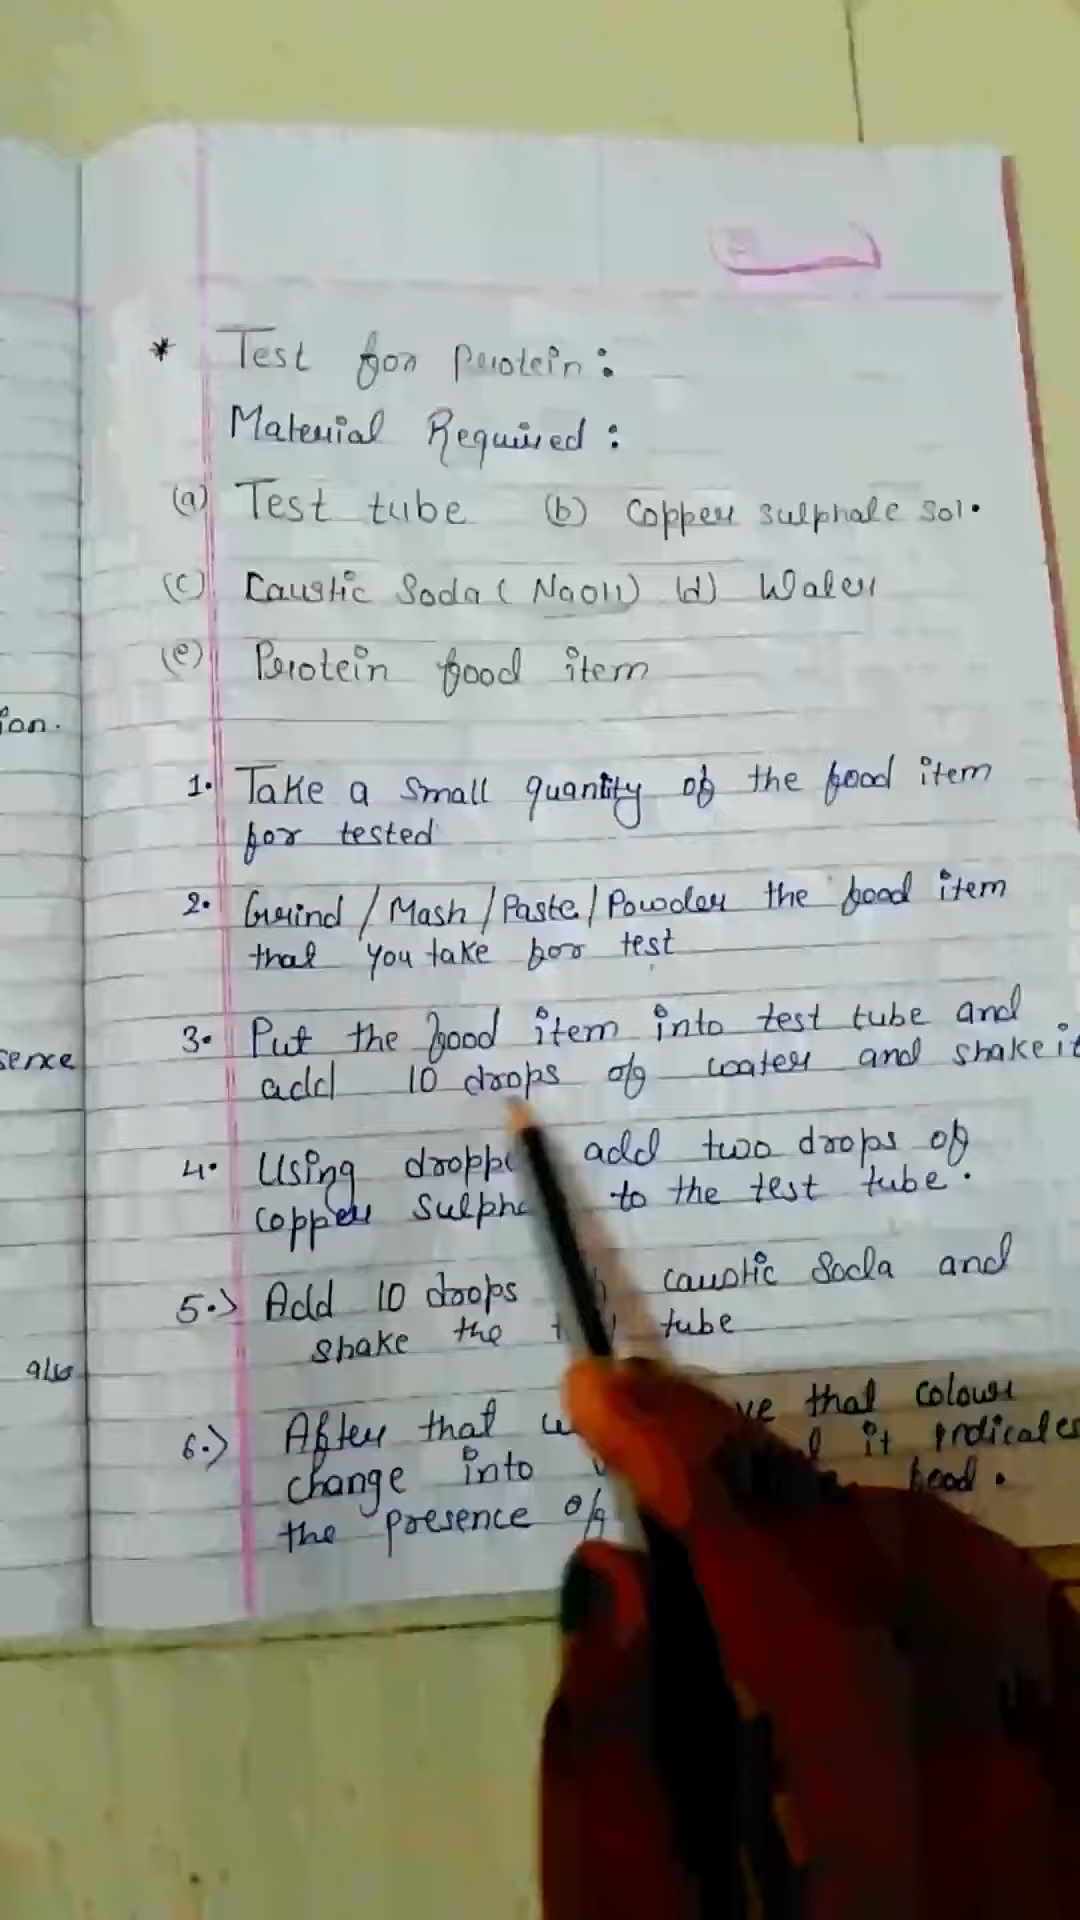 ion.
sence
* Test for protein:
Material Required:
(a) Test tube (b) Copper sulphate sol.
(c) Caustic Soda (NaOH) (d) Water
(e) Protein food item
1. Take a small quantity of the food item
for tested
2. Grind/Mash/Paste/Powder the food item
that you take for test
3. Put the food item into test tube and
add 10 drops of water and shake it
4. Using add two drops of
copper to the test tube.
5.) Add 10 drops caustic Soda and
shake the tube
6.) After that that colour
change into it indicates
the presence of food.